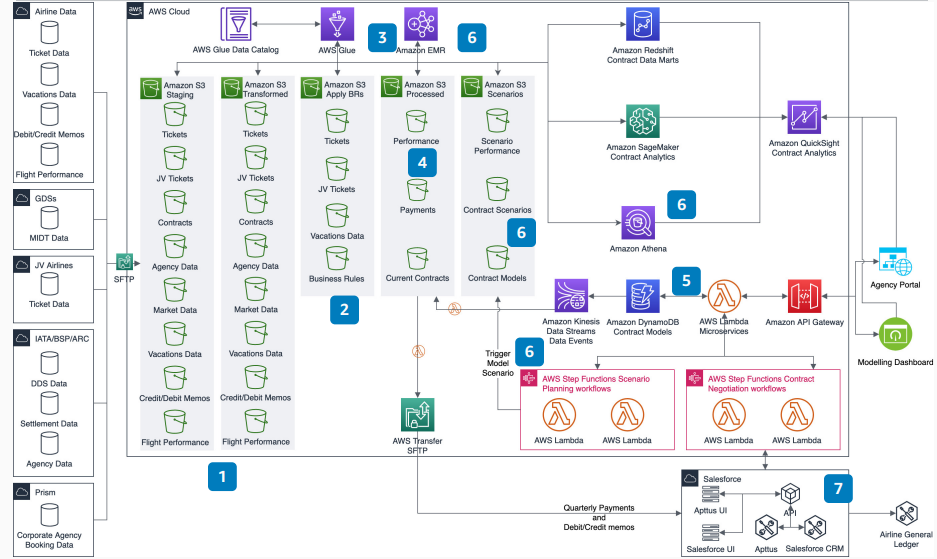 Airline Data
Ticket Data
Vacations Data
Debit/Credit Memos
Flight Performance
GDSs
MIDT Data
JV Airlines
Ticket Data
IATA/BSP/ARC
DDS Data
Settlement Data
Agency Data
Prism
Corporate Agency
Booking Data
SFTP
aws
AWS Cloud
AWS Glue Data Catalog
AWS Glue
3
Amazon EMR
6
Amazon S3
Staging
Tickets
JV Tickets
Contracts
Agency Data
Market Data
Vacations Data
Credit/Debit Memos
Flight Performance
1
Amazon S3
Transformed
Tickets
JV Tickets
Contracts
Agency Data
Market Data
Vacations Data
Credit/Debit Memos
Flight Performance
Amazon S3
Apply BRs
Tickets
JV Tickets
Vacations Data
Business Rules
2
Amazon S3
Processed
Performance
4
Payments
Current Contracts
Amazon S3
Scenarios
Scenario
Performance
Contract Scenarios
6
Contract Models
Amazon Redshift
Contract Data Marts
Amazon SageMaker
Contract Analytics
6
Amazon Athena
Amazon QuickSight
Contract Analytics
Agency Portal
Modelling Dashboard
Amazon Kinesis
Data Streams
Data Events
Amazon DynamoDB
Contract Models
5
AWS Lambda
Microservices
Amazon API Gateway
Trigger
Model
Scenario
6
AWS Step Functions Scenario
Planning workflows
AWS Lambda
AWS Lambda
AWS Step Functions Contract
Negotiation workflows
AWS Lambda
AWS Lambda
AWS Transfer
SFTP
Quarterly Payments
and
Debit/Credit memos
Salesforce
7
Apttus UI
API
Salesforce UI
Apttus
Salesforce CRM
Airline General
Ledger